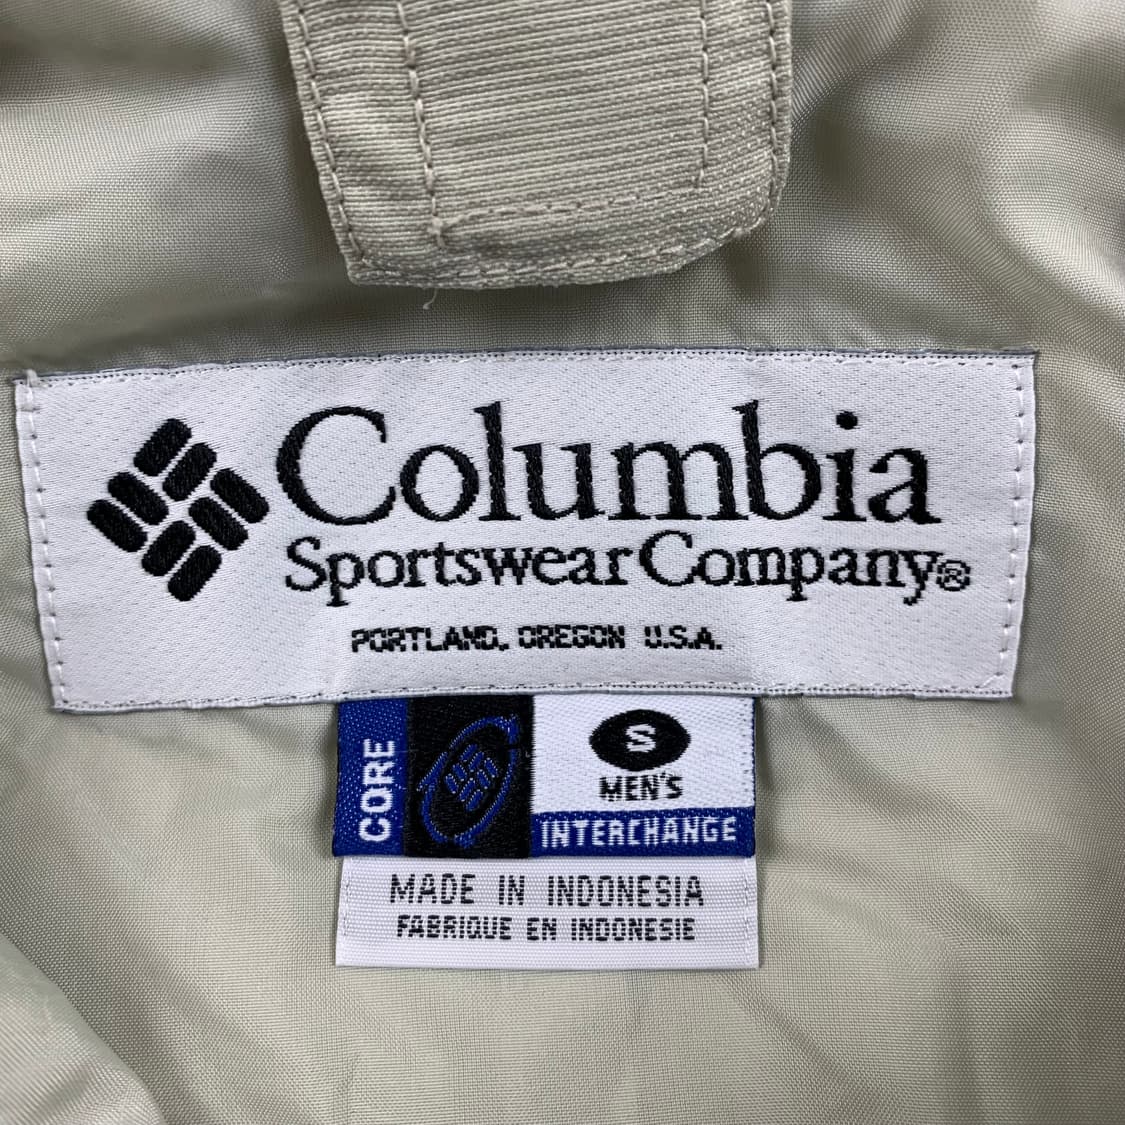 Columbia
Sportswear Company®
PORTLAND, OREGON U.S.A.
CORE
S
MEN'S
INTERCHANGE
MADE IN INDONESIA
FABRIQUE EN INDONESIE